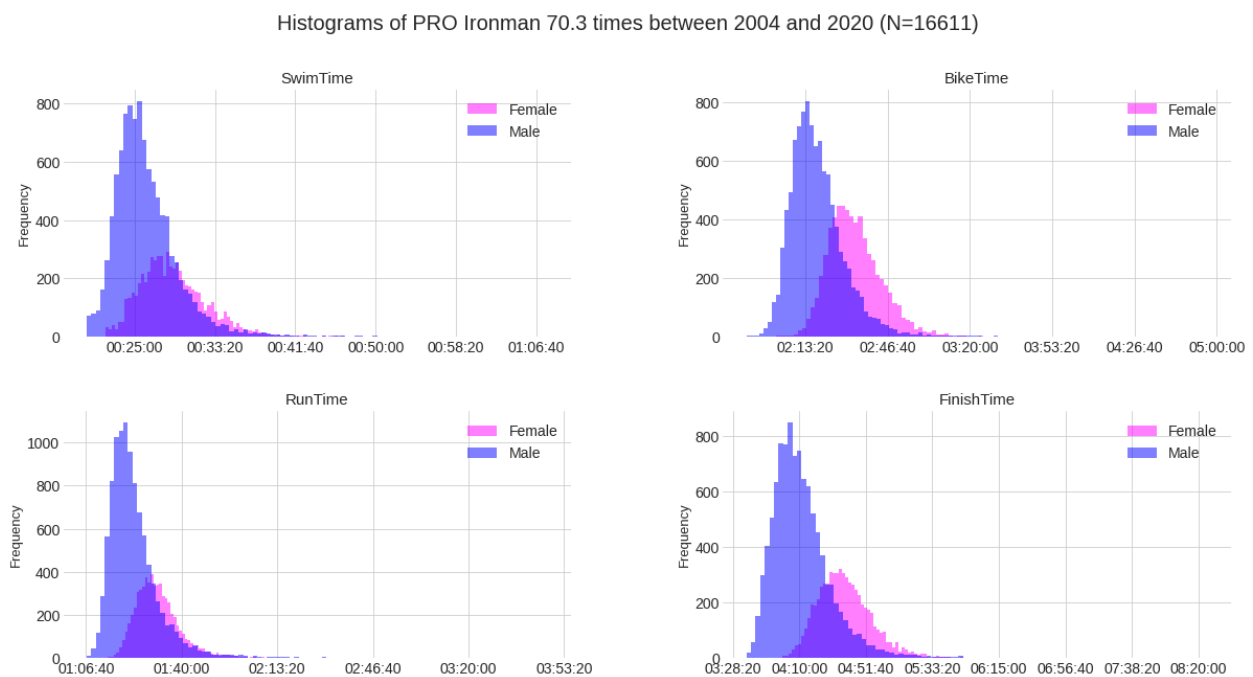 Histograms of PRO Ironman 70.3 times between 2004 and 2020 (N=16611)
SwimTime
Frequency
800
600
400
200
0
00:25:00 00:33:20 00:41:40 00:50:00 00:58:20 01:06:40
Female
Male
BikeTime
Frequency
800
600
400
200
0
02:13:20 02:46:40 03:20:00 03:53:20 04:26:40 05:00:00
Female
Male
RunTime
Frequency
1000
800
600
400
200
0
01:06:40 01:40:00 02:13:20 02:46:40 03:20:00 03:53:20
Female
Male
FinishTime
Frequency
800
600
400
200
0
03:28:20 04:10:00 04:51:40 05:33:20 06:15:00 06:56:40 07:38:20 08:20:00
Female
Male